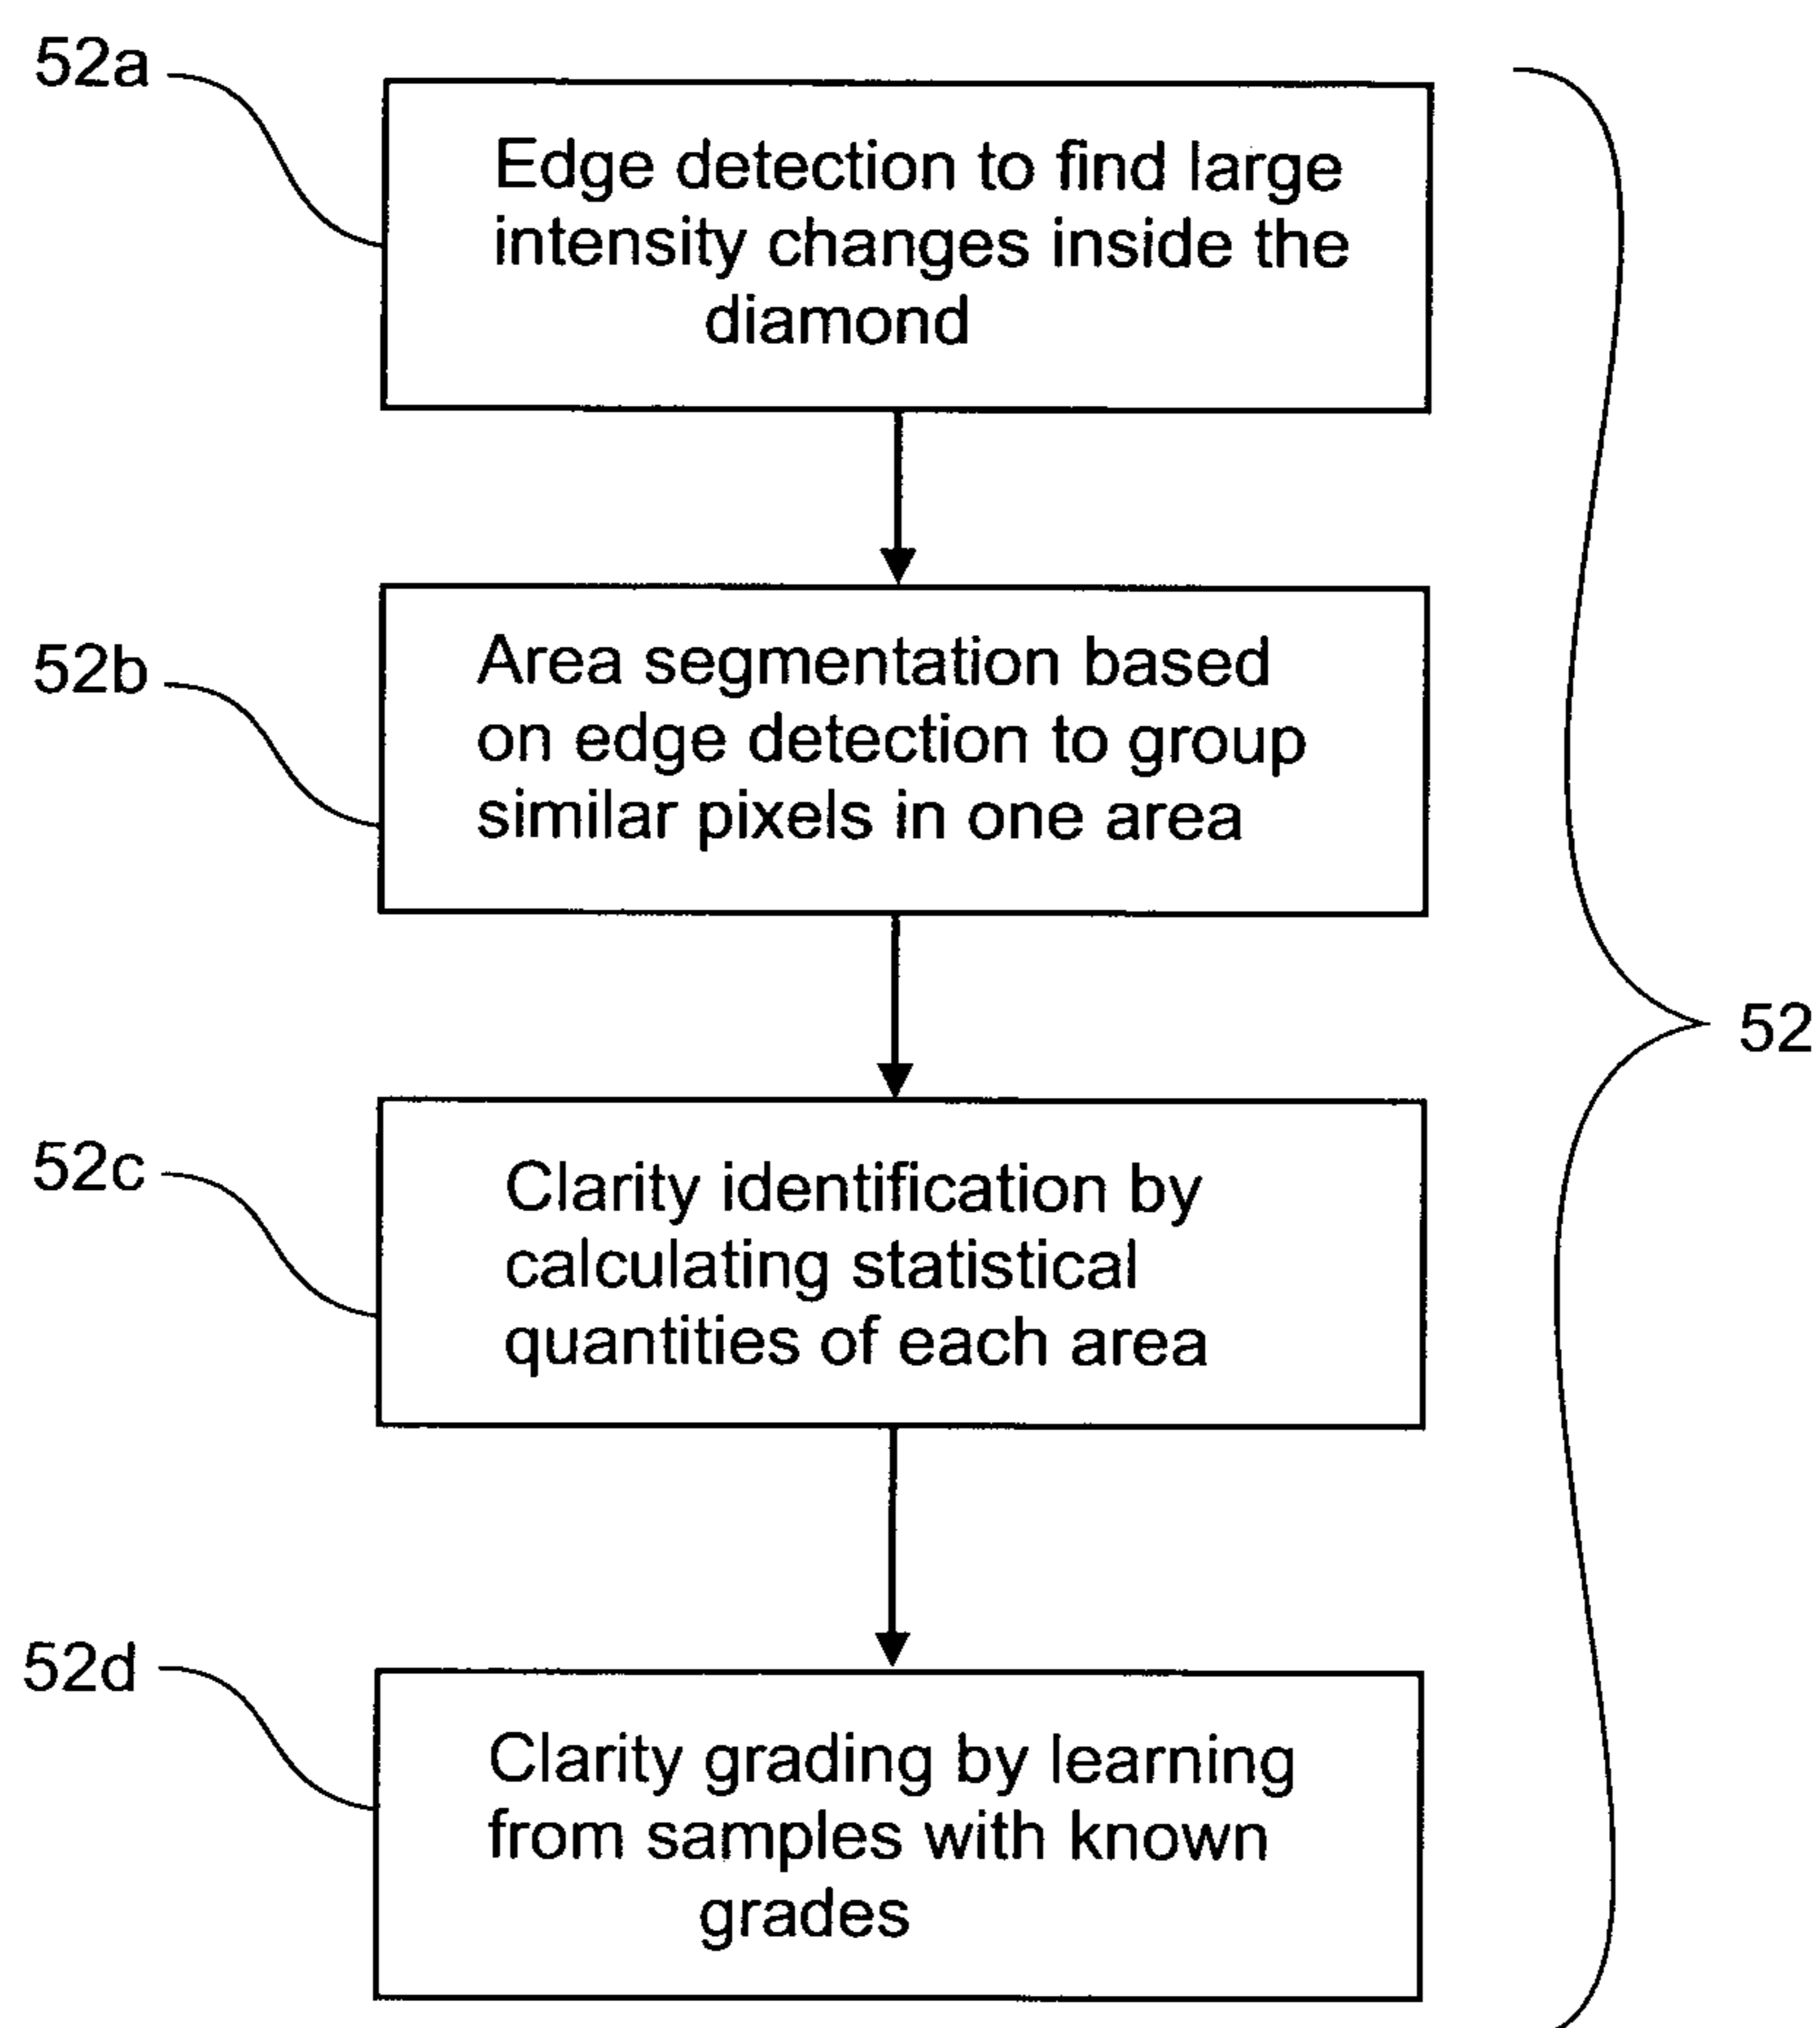 52a
Edge detection to find large
intensity changes inside the
diamond
52b
Area segmentation based
on edge detection to group
similar pixels in one area
52
52c
Clarity identification by
calculating statistical
quantities of each area
52d
Clarity grading by learning
from samples with known
grades